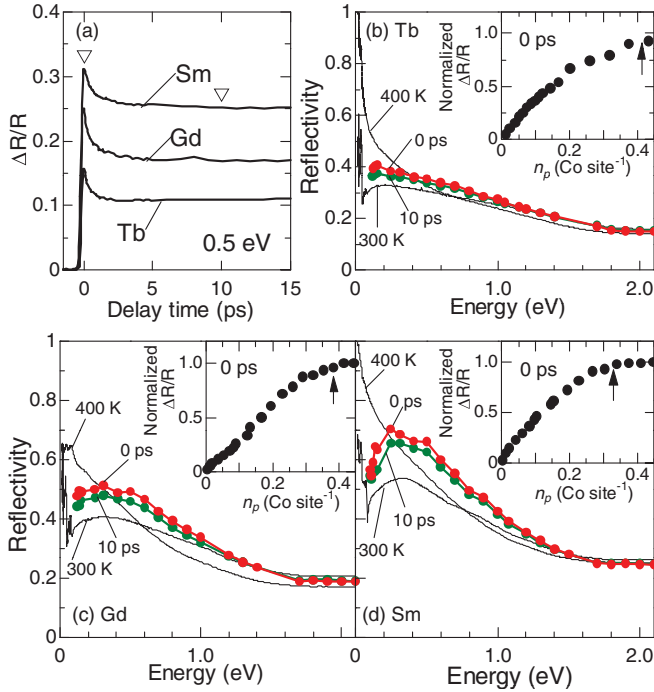 (a)
0.4
0.3
0.2
0.1
0
ΔR/R
▽
▽
Sm
Gd
Tb
0.5 eV
0
5
10
15
Delay time (ps)
(b) Tb
1
0.8
0.6
0.4
0.2
0
Reflectivity
400 K
0 ps
10 ps
300 K
0
1.0
2.0
Energy (eV)
Normalized
ΔR/R
1.0
0.5
0.0
0 ps
0
0.2
0.4
n_p (Co site⁻¹)
1
0.8
0.6
0.4
0.2
0
Reflectivity
400 K
0 ps
10 ps
300 K
(c) Gd
0
1.0
Energy (eV)
Normalized
ΔR/R
1.0
0.5
0.0
0 ps
0
0.2
0.4
n_p (Co site⁻¹)
400 K
0 ps
10 ps
300 K
(d) Sm
0
1.0
2.0
Energy (eV)
Normalized
ΔR/R
1.0
0.5
0.0
0 ps
0
0.2
0.4
n_p (Co site⁻¹)